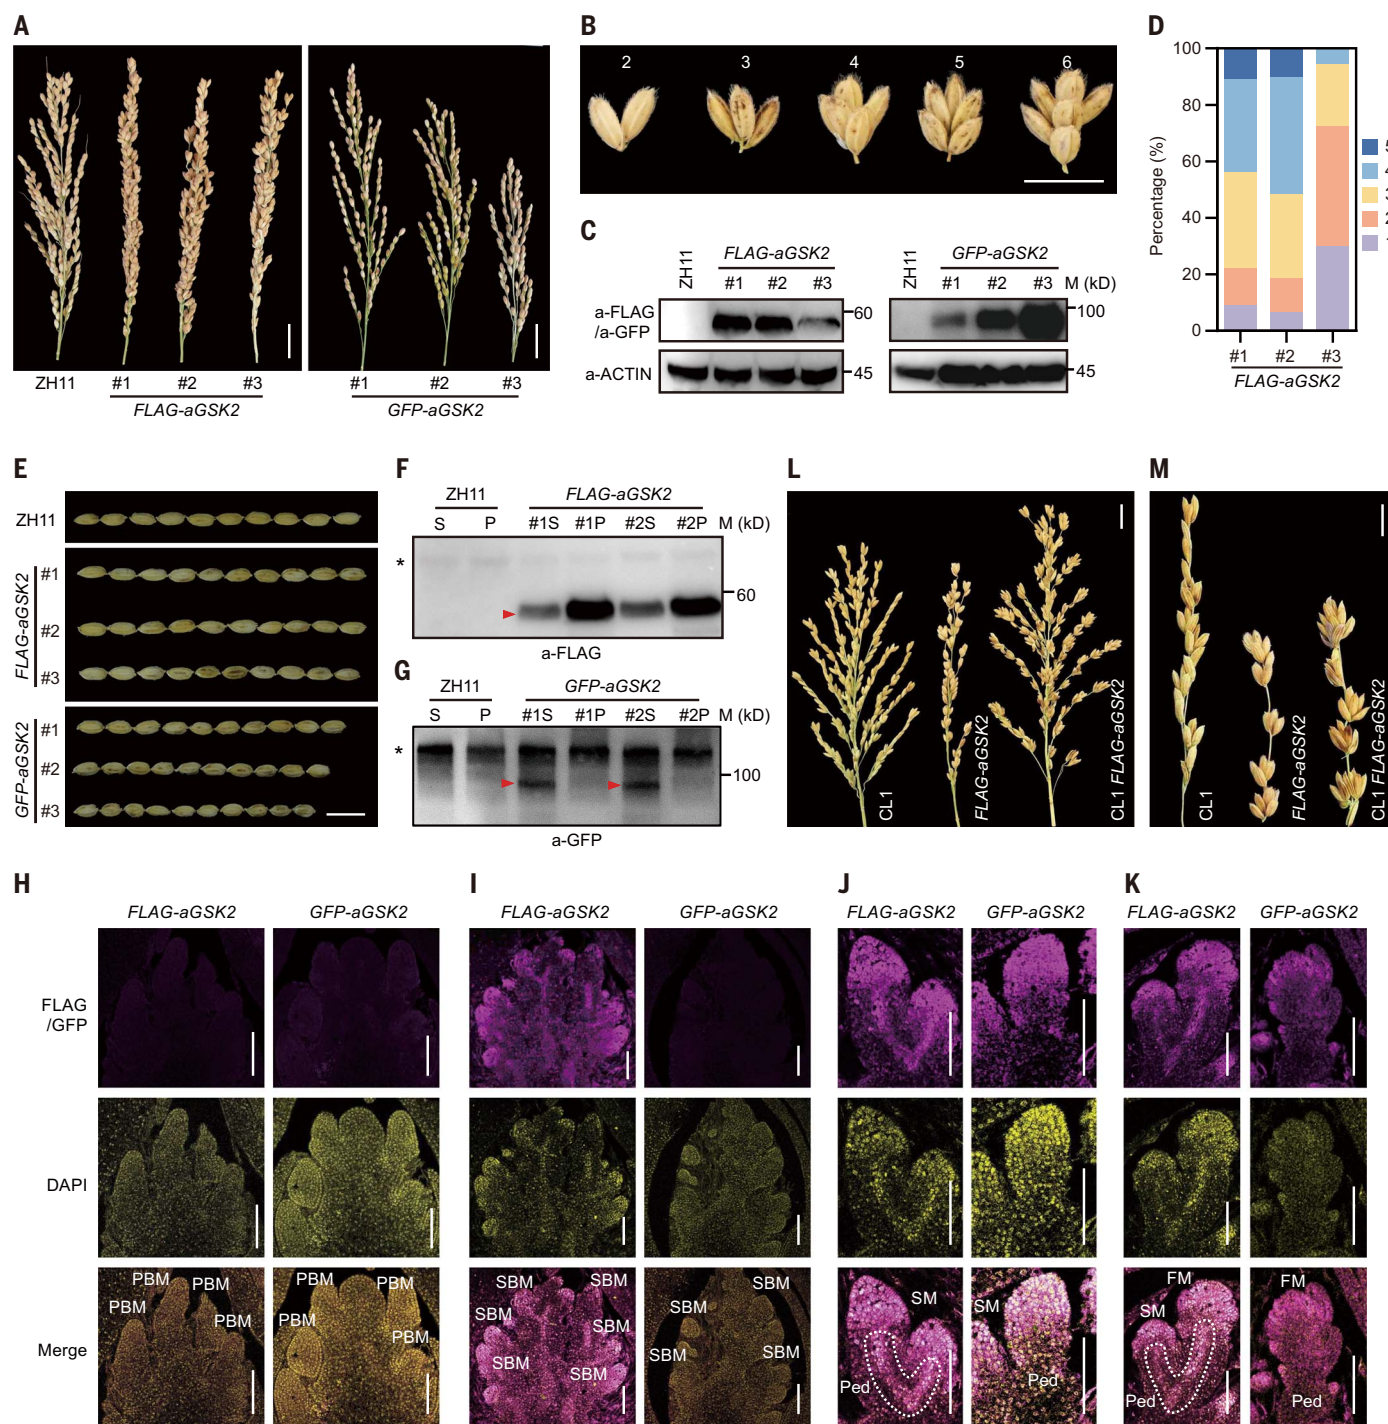 A
ZH11
#1
#2
#3
FLAG-aGSK2
#1
#2
#3
GFP-aGSK2
B
2
3
4
5
6
C
ZH11
FLAG-aGSK2
#1
#2
#3
M (kD)
ZH11
GFP-aGSK2
#1
#2
#3
a-FLAG
/a-GFP
60
100
a-ACTIN
45
45
D
Percentage (%)
100
80
60
40
20
0
#1
#2
#3
FLAG-aGSK2
3
2
E
ZH11
FLAG-aGSK2
#1
#2
#3
GFP-aGSK2
#1
#2
#3
F
ZH11
FLAG-aGSK2
S
P
#1S
#1P
#2S
#2P
M (kD)
*
60
a-FLAG
G
ZH11
GFP-aGSK2
S
P
#1S
#1P
#2S
#2P
M (kD)
*
100
a-GFP
L
CL1
FLAG-aGSK2
CL1 FLAG-aGSK2
M
CL1
FLAG-aGSK2
CL1 FLAG-aGSK2
H
FLAG-aGSK2
GFP-aGSK2
I
FLAG-aGSK2
GFP-aGSK2
J
FLAG-aGSK2
GFP-aGSK2
K
FLAG-aGSK2
GFP-aGSK2
FLAG
/GFP
DAPI
Merge
PBM
PBM
PBM
PBM
PBM
PBM
PBM
PBM
SBM
SBM
SBM
SBM
SBM
SBM
SBM
SBM
SBM
SBM
SM
Ped
SM
Ped
FM
SM
Ped
FM
Ped